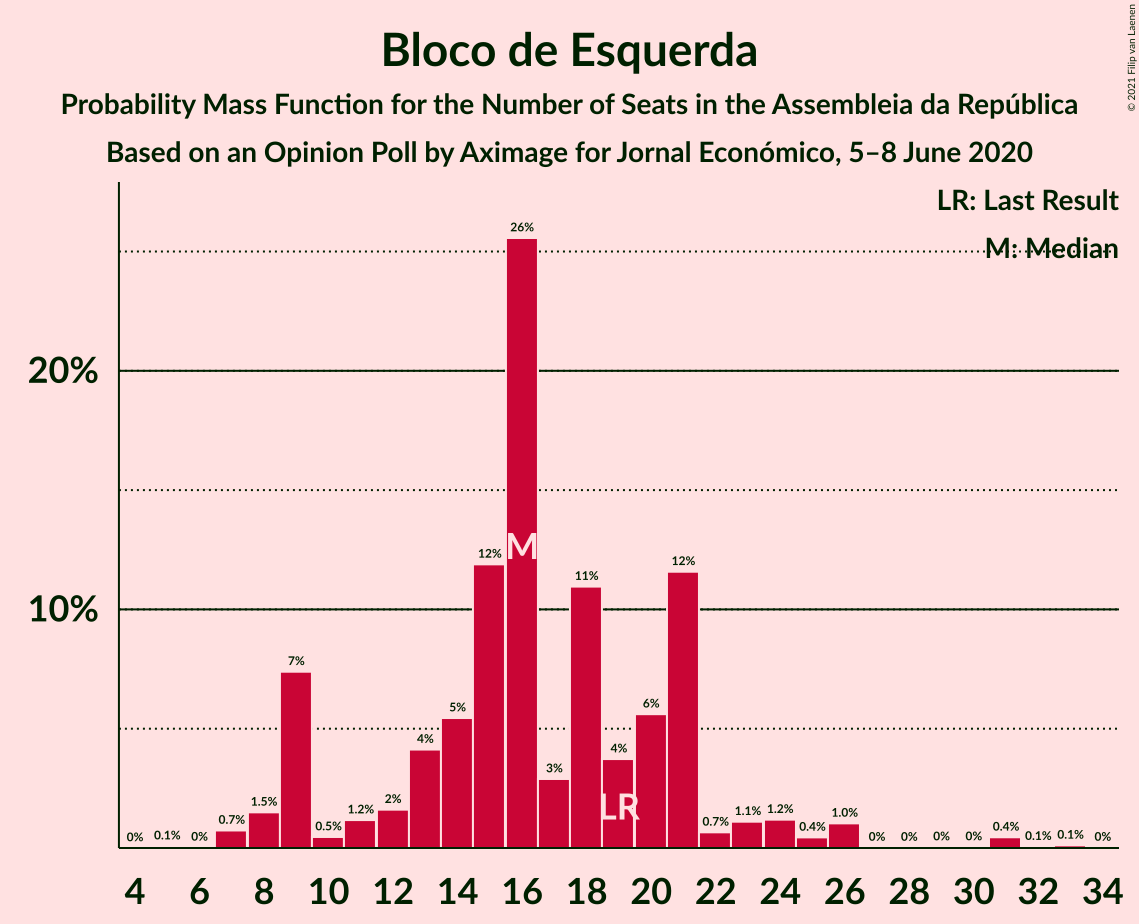 Bloco de Esquerda
Probability Mass Function for the Number of Seats in the Assembleia da República
Based on an Opinion Poll by Aximage for Jornal Económico, 5–8 June 2020
© 2021 Filip van Laenen
LR: Last Result
M: Median
20%
10%
0% 0.1% 0% 0.7% 1.5% 7% 0.5% 1.2% 2% 4% 5% 12% 26% 3% 11% 4% 6% 12% 0.7% 1.1% 1.2% 0.4% 1.0% 0% 0% 0% 0% 0.4% 0.1% 0.1% 0%
M
LR
4 6 8 10 12 14 16 18 20 22 24 26 28 30 32 34